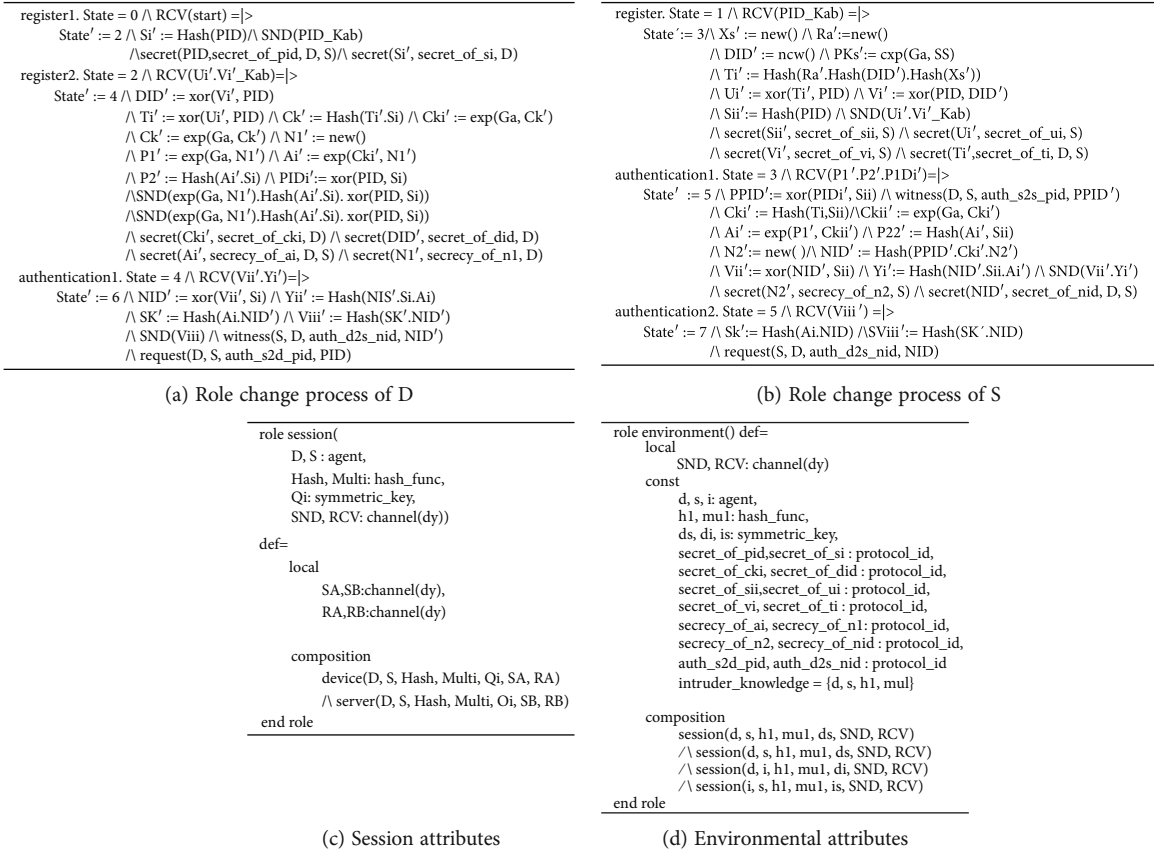 register1. State = 0 /\ RCV(start) =|>
State′ := 2 /\ Si′ := Hash(PID)/\ SND(PID_Kab)
/\secret(PID,secret_of_pid, D, S)/\ secret(Si′, secret_of_si, D)
register2. State = 2 /\ RCV(Ui′.Vi′_Kab)=|>
State′ := 4 /\ DID′ := xor(Vi′, PID)
/\ Ti′ := xor(Ui′, PID) /\ Ck′ := Hash(Ti′.Si) /\ Cki′ := exp(Ga, Ck′)
/\ Ck′ := exp(Ga, Ck′) /\ N1′ := new()
/\ P1′ := exp(Ga, N1′) /\ Ai′ := exp(Cki′, N1′)
/\ P2′ := Hash(Ai′.Si) /\ PIDi′:= xor(PID, Si)
/\SND(exp(Ga, N1′).Hash(Ai′.Si). xor(PID, Si))
/\SND(exp(Ga, N1′).Hash(Ai′.Si). xor(PID, Si))
/\ secret(Cki′, secret_of_cki, D) /\ secret(DID′, secret_of_did, D)
/\ secret(Ai′, secrecy_of_ai, D, S) /\ secret(N1′, secrecy_of_n1, D)
authentication1. State = 4 /\ RCV(Vii′.Yi′)=|>
State′ := 6 /\ NID′ := xor(Vii′, Si) /\ Yii′ := Hash(NIS′.Si.Ai)
/\ SK′ := Hash(Ai.NID′) /\ Viii′ := Hash(SK′.NID′)
/\ SND(Viii) /\ witness(S, D, auth_d2s_nid, NID′)
/\ request(D, S, auth_s2d_pid, PID)
(a) Role change process of D
register. State = 1 /\ RCV(PID_Kab) =|>
State´:= 3/\ Xs′ := new() /\ Ra′:=new()
/\ DID′ := ncw() /\ PKs′:= cxp(Ga, SS)
/\ Ti′ := Hash(Ra′.Hash(DID′).Hash(Xs′))
/\ Ui′ := xor(Ti′, PID) /\ Vi′ := xor(PID, DID′)
/\ Sii′:= Hash(PID) /\ SND(Ui′.Vi′_Kab)
/\ secret(Sii′, secret_of_sii, S) /\ secret(Ui′, secret_of_ui, S)
/\ secret(Vi′, secret_of_vi, S) /\ secret(Ti′,secret_of_ti, D, S)
authentication1. State = 3 /\ RCV(P1′.P2′.P1Di′)=|>
State′ := 5 /\ PPID′:= xor(PIDi′, Sii) /\ witness(D, S, auth_s2s_pid, PPID′)
/\ Cki′ := Hash(Ti,Sii)/\Ckii′ := exp(Ga, Cki′)
/\ Ai′ := exp(P1′, Ckii′) /\ P22′ := Hash(Ai′, Sii)
/\ N2′:= new( )/\ NID′ := Hash(PPID′.Cki′.N2′)
/\ Vii′:= xor(NID′, Sii) /\ Yi′:= Hash(NID′.Sii.Ai′) /\ SND(Vii′.Yi′)
/\ secret(N2′, secrecy_of_n2, S) /\ secret(NID′, secret_of_nid, D, S)
authentication2. State = 5 /\ RCV(Viii′) =|>
State′ := 7 /\ Sk′:= Hash(Ai.NID) /\SViii′:= Hash(SK´.NID)
/\ request(S, D, auth_d2s_nid, NID)
(b) Role change process of S
role session(
D, S : agent,
Hash, Multi: hash_func,
Qi: symmetric_key,
SND, RCV: channel(dy))
def=
local
SA,SB:channel(dy),
RA,RB:channel(dy)
composition
device(D, S, Hash, Multi, Qi, SA, RA)
/\ server(D, S, Hash, Multi, Oi, SB, RB)
end role
(c) Session attributes
role environment() def=
local
SND, RCV: channel(dy)
const
d, s, i: agent,
h1, mu1: hash_func,
ds, di, is: symmetric_key,
secret_of_pid,secret_of_si : protocol_id,
secret_of_cki, secret_of_did : protocol_id,
secret_of_sii,secret_of_ui : protocol_id,
secret_of_vi, secret_of_ti : protocol_id,
secrecy_of_ai, secrecy_of_n1: protocol_id,
secrecy_of_n2, secrecy_of_nid : protocol_id,
auth_s2d_pid, auth_d2s_nid : protocol_id
intruder_knowledge = {d, s, h1, mul}
composition
session(d, s, h1, mu1, ds, SND, RCV)
/\ session(d, s, h1, mu1, ds, SND, RCV)
/\ session(d, i, h1, mu1, di, SND, RCV)
/\ session(i, s, h1, mu1, is, SND, RCV)
end role
(d) Environmental attributes